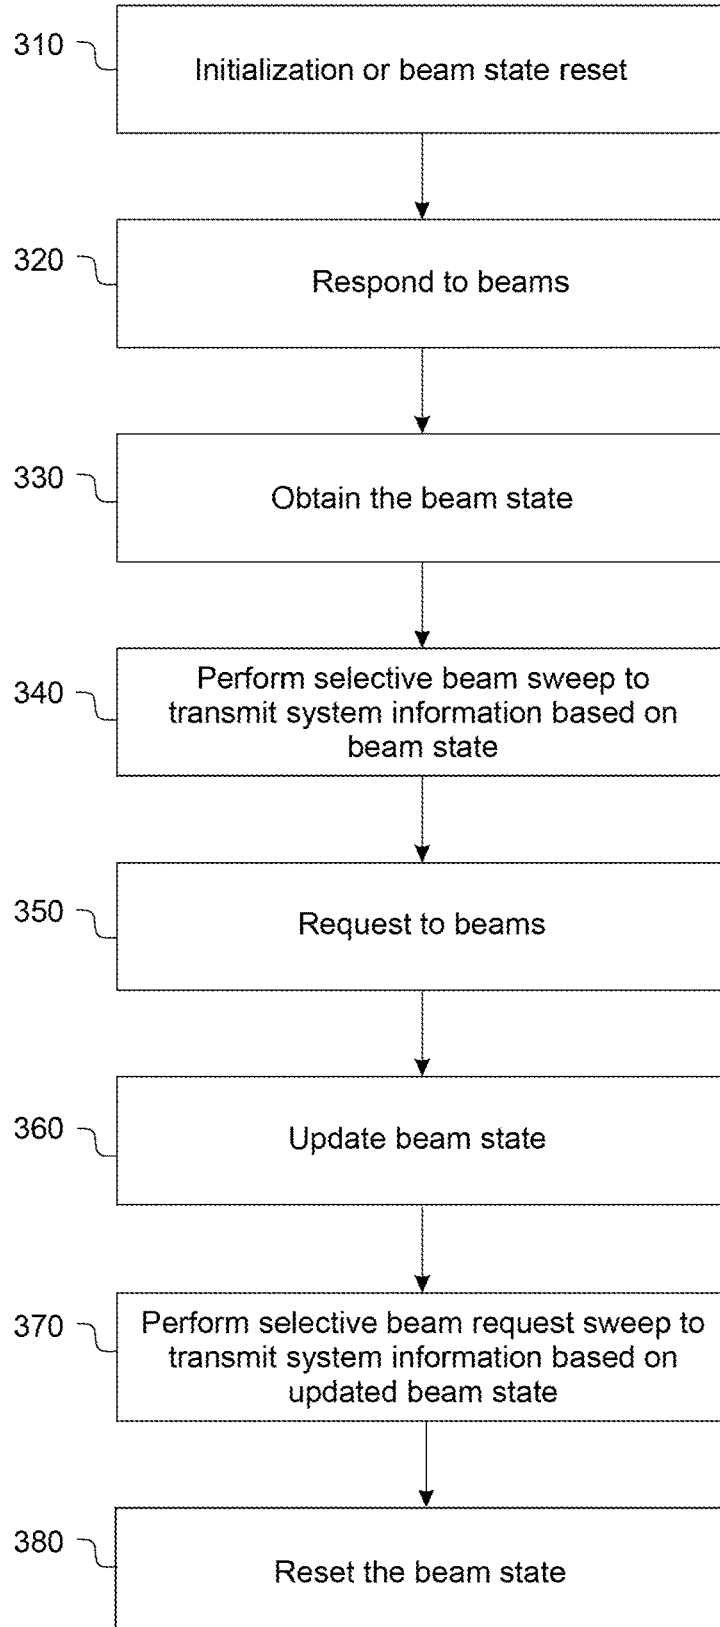 310
Initialization or beam state reset
320
Respond to beams
330
Obtain the beam state
340
Perform selective beam sweep to
transmit system information based on
beam state
350
Request to beams
360
Update beam state
370
Perform selective beam request sweep to
transmit system information based on
updated beam state
380
Reset the beam state